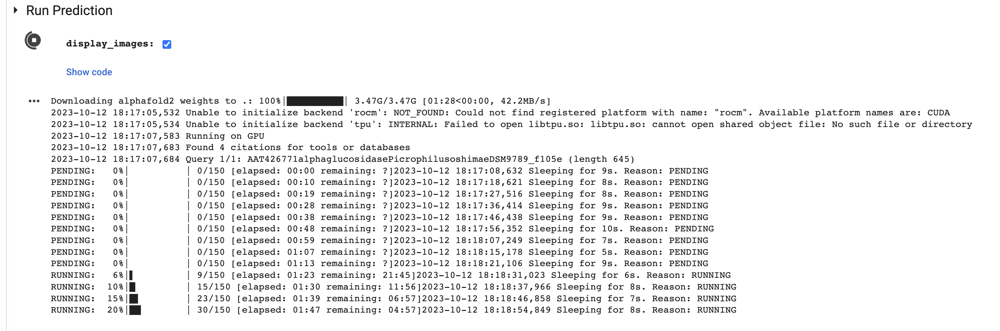 Run Prediction
display_images:
Show code
Downloading alphafold2 weights to .: 100%|██████████| 3.47G/3.47G [01:28<00:00, 42.2MB/s]
2023-10-12 18:17:05,532 Unable to initialize backend 'rocm': NOT_FOUND: Could not find registered platform with name: "rocm". Available platform names are: CUDA
2023-10-12 18:17:05,534 Unable to initialize backend 'tpu': INTERNAL: Failed to open libtpu.so: libtpu.so: cannot open shared object file: No such file or directory
2023-10-12 18:17:07,583 Running on GPU
2023-10-12 18:17:07,683 Found 4 citations for tools or databases
2023-10-12 18:17:07,684 Query 1/1: AAT426771alphaglucosidasePicrophilusoshimaeDSM9789_f105e (length 645)
PENDING:   0%|          | 0/150 [elapsed: 00:00 remaining: ?]2023-10-12 18:17:08,632 Sleeping for 9s. Reason: PENDING
PENDING:   0%|          | 0/150 [elapsed: 00:10 remaining: ?]2023-10-12 18:17:18,621 Sleeping for 8s. Reason: PENDING
PENDING:   0%|          | 0/150 [elapsed: 00:19 remaining: ?]2023-10-12 18:17:27,516 Sleeping for 8s. Reason: PENDING
PENDING:   0%|          | 0/150 [elapsed: 00:28 remaining: ?]2023-10-12 18:17:36,414 Sleeping for 9s. Reason: PENDING
PENDING:   0%|          | 0/150 [elapsed: 00:38 remaining: ?]2023-10-12 18:17:46,438 Sleeping for 9s. Reason: PENDING
PENDING:   0%|          | 0/150 [elapsed: 00:48 remaining: ?]2023-10-12 18:17:56,352 Sleeping for 10s. Reason: PENDING
PENDING:   0%|          | 0/150 [elapsed: 00:59 remaining: ?]2023-10-12 18:18:07,249 Sleeping for 7s. Reason: PENDING
PENDING:   0%|          | 0/150 [elapsed: 01:07 remaining: ?]2023-10-12 18:18:15,178 Sleeping for 5s. Reason: PENDING
PENDING:   0%|          | 0/150 [elapsed: 01:13 remaining: ?]2023-10-12 18:18:21,106 Sleeping for 9s. Reason: PENDING
RUNNING:   6%|▌         | 9/150 [elapsed: 01:23 remaining: 21:45]2023-10-12 18:18:31,023 Sleeping for 6s. Reason: RUNNING
RUNNING:  10%|█         | 15/150 [elapsed: 01:30 remaining: 11:56]2023-10-12 18:18:37,966 Sleeping for 8s. Reason: RUNNING
RUNNING:  15%|█▌        | 23/150 [elapsed: 01:39 remaining: 06:57]2023-10-12 18:18:46,858 Sleeping for 7s. Reason: RUNNING
RUNNING:  20%|██        | 30/150 [elapsed: 01:47 remaining: 04:57]2023-10-12 18:18:54,849 Sleeping for 8s. Reason: RUNNING